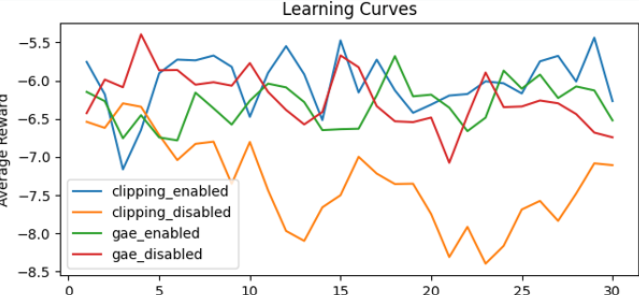 Learning Curves
−5.5
−6.0
−6.5
−7.0
−7.5
−8.0
−8.5
Average Reward
clipping_enabled
clipping_disabled
gae_enabled
gae_disabled
0
5
10
15
20
25
30